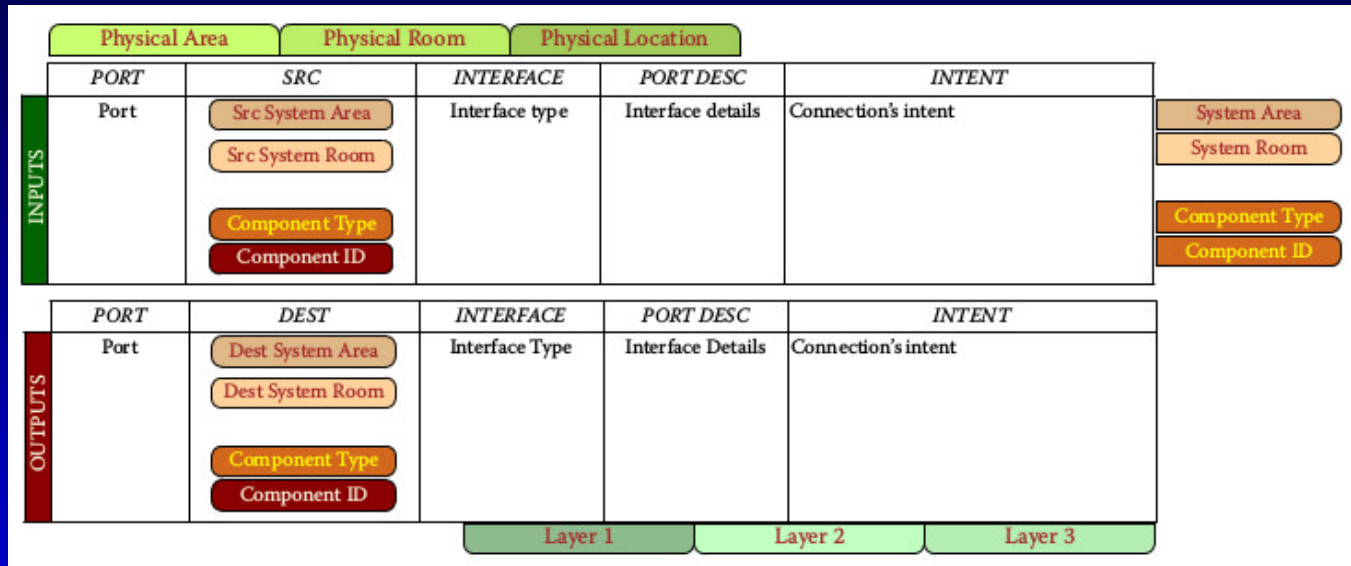 Physical Area Physical Room Physical Location
PORT SRC INTERFACE PORT DESC INTENT
INPUTS
Port Src System Area Interface type Interface details Connection's intent System Area
Src System Room System Room
Component Type Component Type
Component ID Component ID
PORT DEST INTERFACE PORT DESC INTENT
OUTPUTS
Port Dest System Area Interface Type Interface Details Connection's intent
Dest System Room
Component Type
Component ID
Layer 1 Layer 2 Layer 3